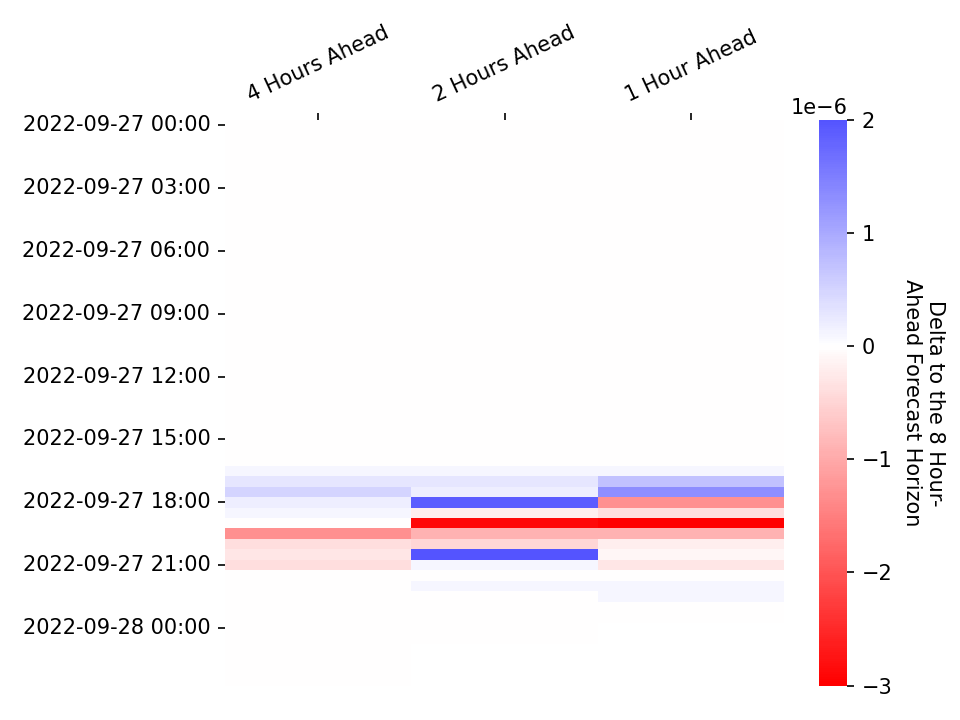 4 Hours Ahead
2 Hours Ahead
1 Hour Ahead
2022-09-27 00:00
2022-09-27 03:00
2022-09-27 06:00
2022-09-27 09:00
2022-09-27 12:00
2022-09-27 15:00
2022-09-27 18:00
2022-09-27 21:00
2022-09-28 00:00
1e−6
2
1
0
−1
−2
−3
Delta to the 8 Hour-
Ahead Forecast Horizon